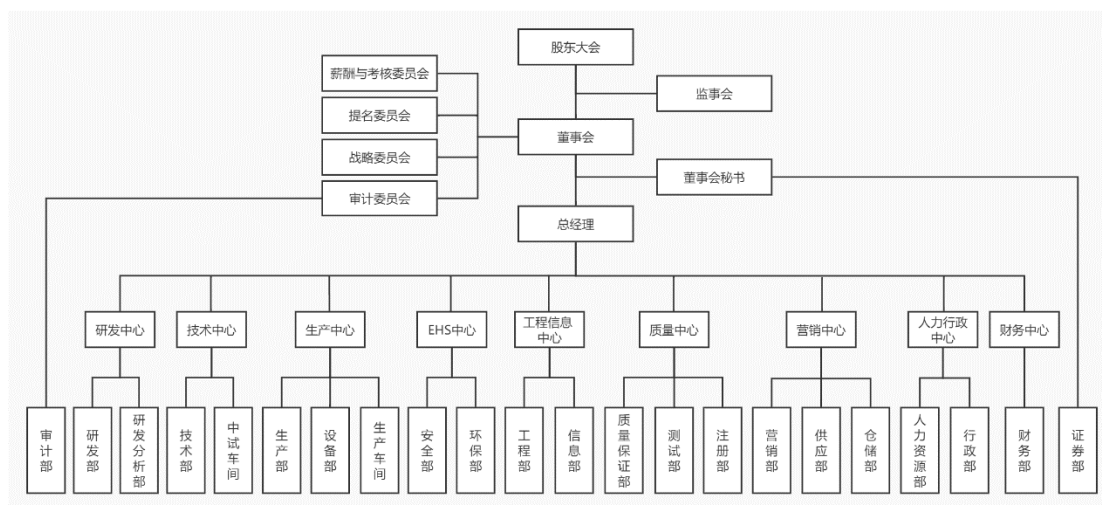 股东大会
薪酬与考核委员会
监事会
提名委员会
董事会
战略委员会
董事会秘书
审计委员会
总经理
研发中心
技术中心
生产中心
EHS中心
工程信息
中心
质量中心
营销中心
人力行政
中心
财务中心
审计部
研发部
研发分析部
技术部
中试车间
生产部
设备部
生产车间
安全部
环保部
工程部
信息部
质量保证部
测试部
注册部
营销部
供应部
仓储部
人力资源部
行政部
财务部
证券部